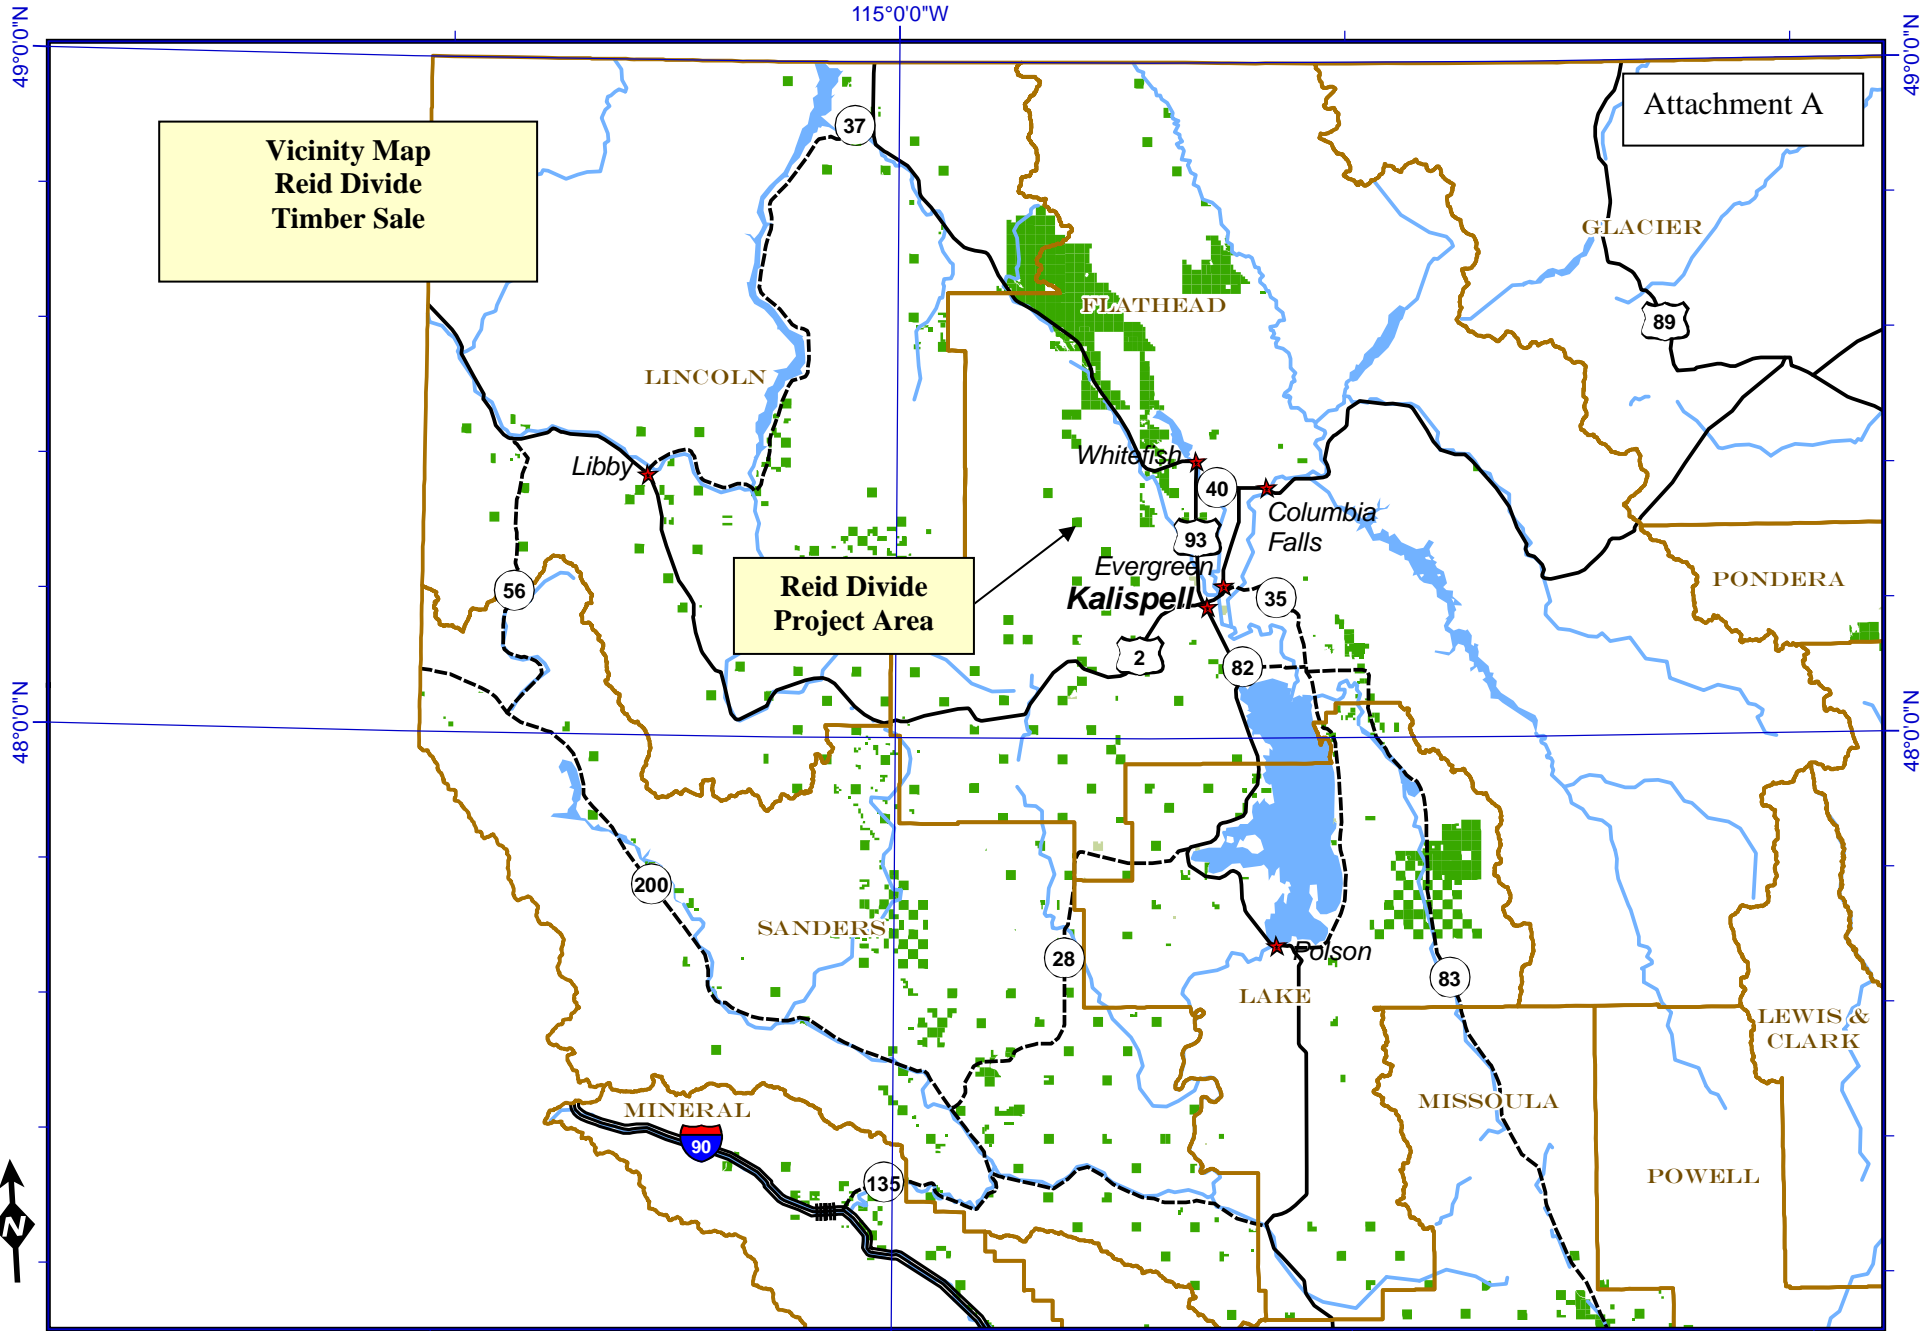 115°0'0"W
49°0'0"N
49°0'0"N
Attachment A
Vicinity Map
Reid Divide
Timber Sale
37
GLACIER
FLATHEAD
89
LINCOLN
Libby
Whitefish
40
Columbia
Falls
93
Evergreen
Reid Divide
Project Area
56
Kalispell
35
PONDERA
2
82
48°0'0"N
48°0'0"N
200
SANDERS
28
Polson
83
LAKE
LEWIS &
CLARK
MINERAL
MISSOULA
90
135
POWELL
N